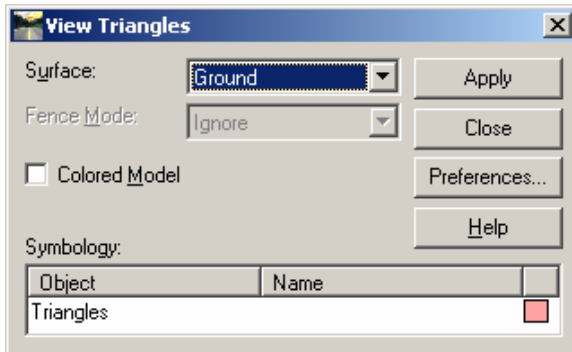 View Triangles
Surface: Ground Apply
Fence Mode: Ignore Close
Colored Model Preferences...
Help
Symbology:
Object Name
Triangles